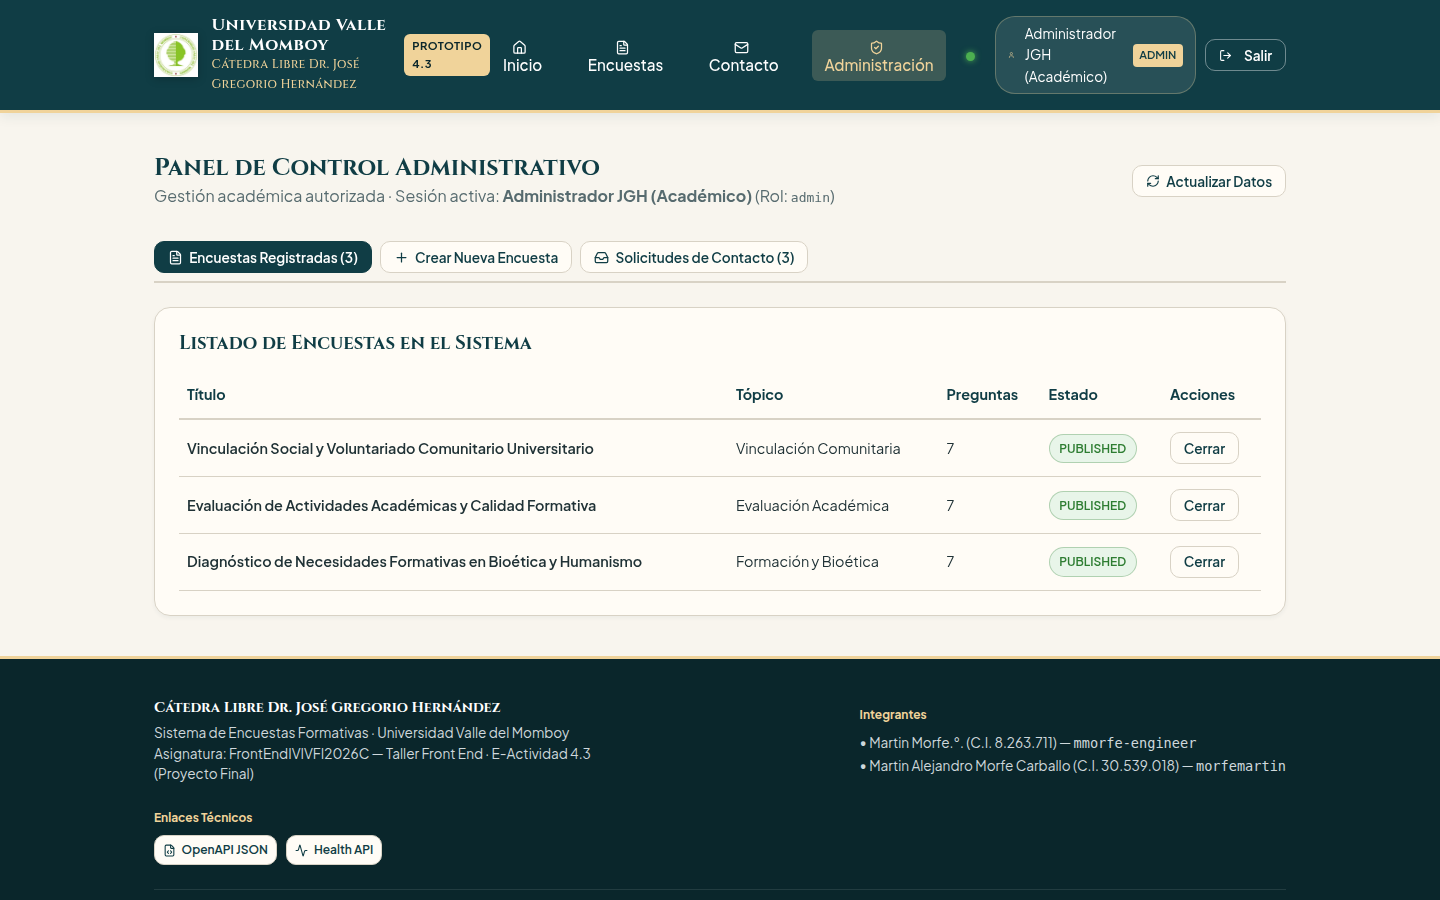 Universidad Valle
del Momboy
Cátedra Libre Dr. José
Gregorio Hernández
PROTOTIPO
4.3
Inicio
Encuestas
Contacto
Administración
Administrador
JGH
(Académico)
ADMIN
Salir
Panel de Control Administrativo
Gestión académica autorizada · Sesión activa: Administrador JGH (Académico) (Rol: admin)
Actualizar Datos
Encuestas Registradas (3)
Crear Nueva Encuesta
Solicitudes de Contacto (3)
Listado de Encuestas en el Sistema
Título Tópico Preguntas Estado Acciones
Vinculación Social y Voluntariado Comunitario Universitario Vinculación Comunitaria 7 PUBLISHED Cerrar
Evaluación de Actividades Académicas y Calidad Formativa Evaluación Académica 7 PUBLISHED Cerrar
Diagnóstico de Necesidades Formativas en Bioética y Humanismo Formación y Bioética 7 PUBLISHED Cerrar
Cátedra Libre Dr. José Gregorio Hernández
Sistema de Encuestas Formativas · Universidad Valle del Momboy
Asignatura: FrontEndIVIVFI2026C — Taller Front End · E-Actividad 4.3
(Proyecto Final)
Integrantes
• Martin Morfe.°. (C.I. 8.263.711) — mmorfe-engineer
• Martin Alejandro Morfe Carballo (C.I. 30.539.018) — morfemartin
Enlaces Técnicos
OpenAPI JSON
Health API